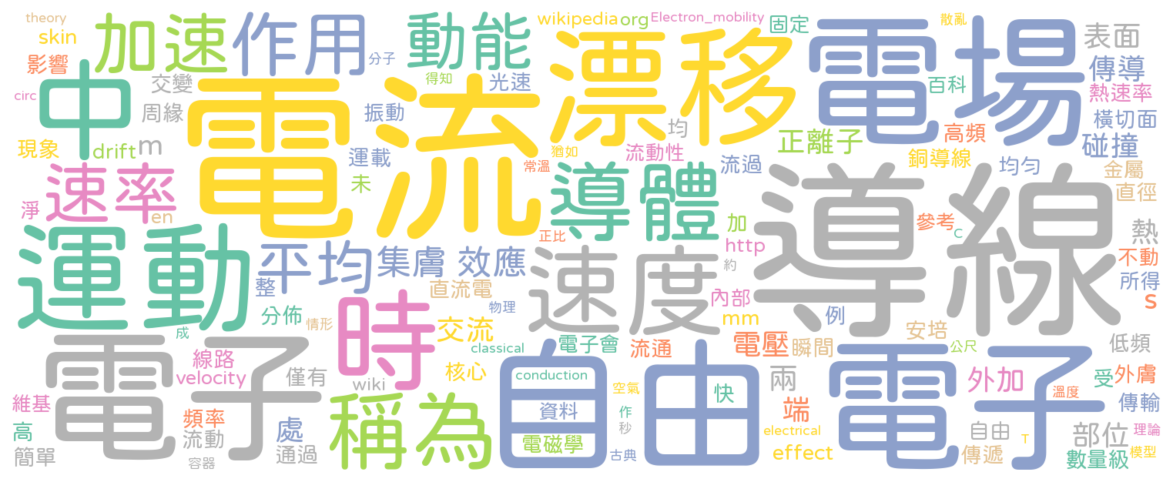 theory
skin
加速
作用
動能
wikipedia
org
Electron_mobility
固定
散亂
表面
影響
分子
得知
漂移
電場
傳導
circ
中
交變
光速
百科
熱速率
周緣
振動
橫切面
電流
均
正離子
高頻
碰撞
現象
drift
m
運載
猶如
流動性
流過
銅導線
均勻
金屬
速率
未
常溫
導體
導線
直徑
淨
en
加
參考
c
熱
運動
平均
集膚
效應
正比
http
約
不動
整
速度
所得
直流電
內部
s
分佈
時
物理
mm
例
成
情形
交流
安培
低頻
電子
線路
classical
電子會
流通
電壓
瞬間
公尺
自由
電子
velocity
僅有
wiki
核心
conduction
空氣
快
兩
外加
溫度
受
外膚
維基
頻率
稱為
資料
作
端
傳輸
高
流動
處
電磁學
秒
electrical
自由
T
部位
理論
簡單
容器
通過
古典
effect
傳遞
數量級
模型